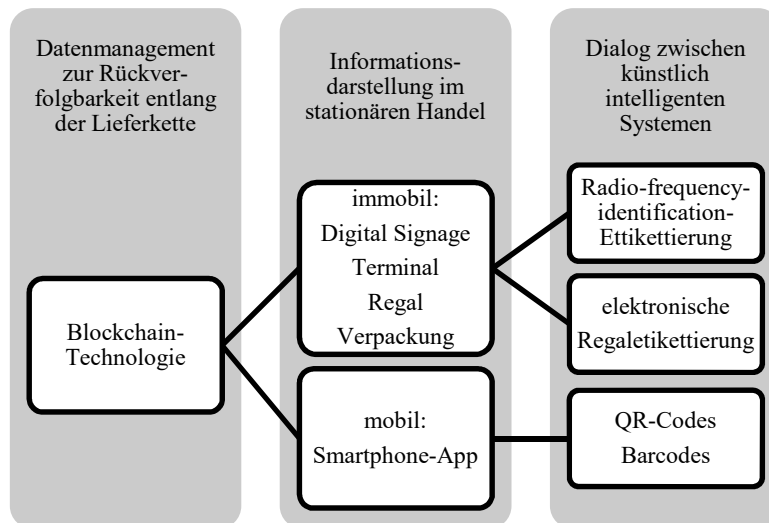 Datenmanagement
zur Rückver-
folgbarkeit entlang
der Lieferkette
Blockchain-
Technologie
Informations-
darstellung im
stationären Handel
immobil:
Digital Signage
Terminal
Regal
Verpackung
mobil:
Smartphone-App
Dialog zwischen
künstlich
intelligenten
Systemen
Radio-frequency-
identification-
Ettikettierung
elektronische
Regaletikettierung
QR-Codes
Barcodes